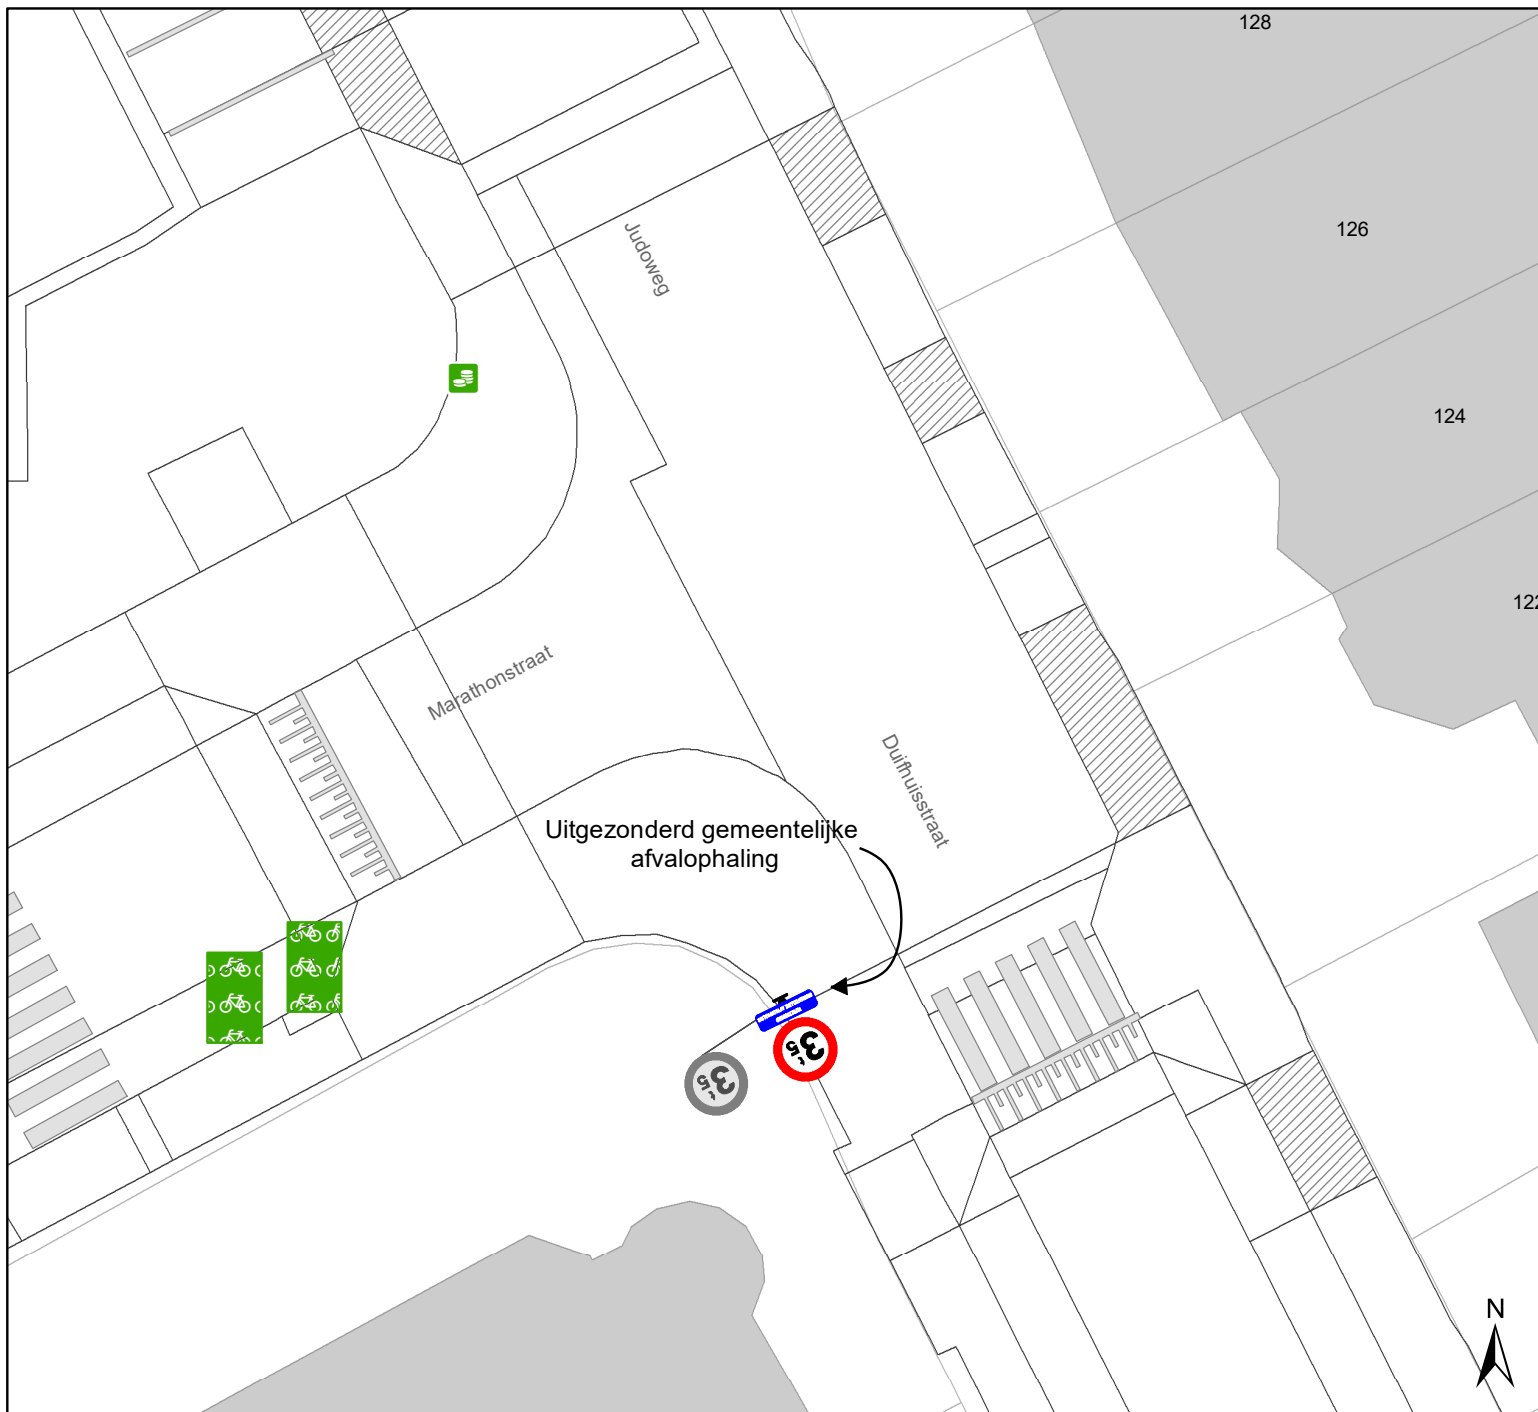 128
126
Judoweg
124
122
Marathonstraat
Duifhuisstraat
Uitgezonderd gemeentelijke
afvalophaling
3,5
3,5
N